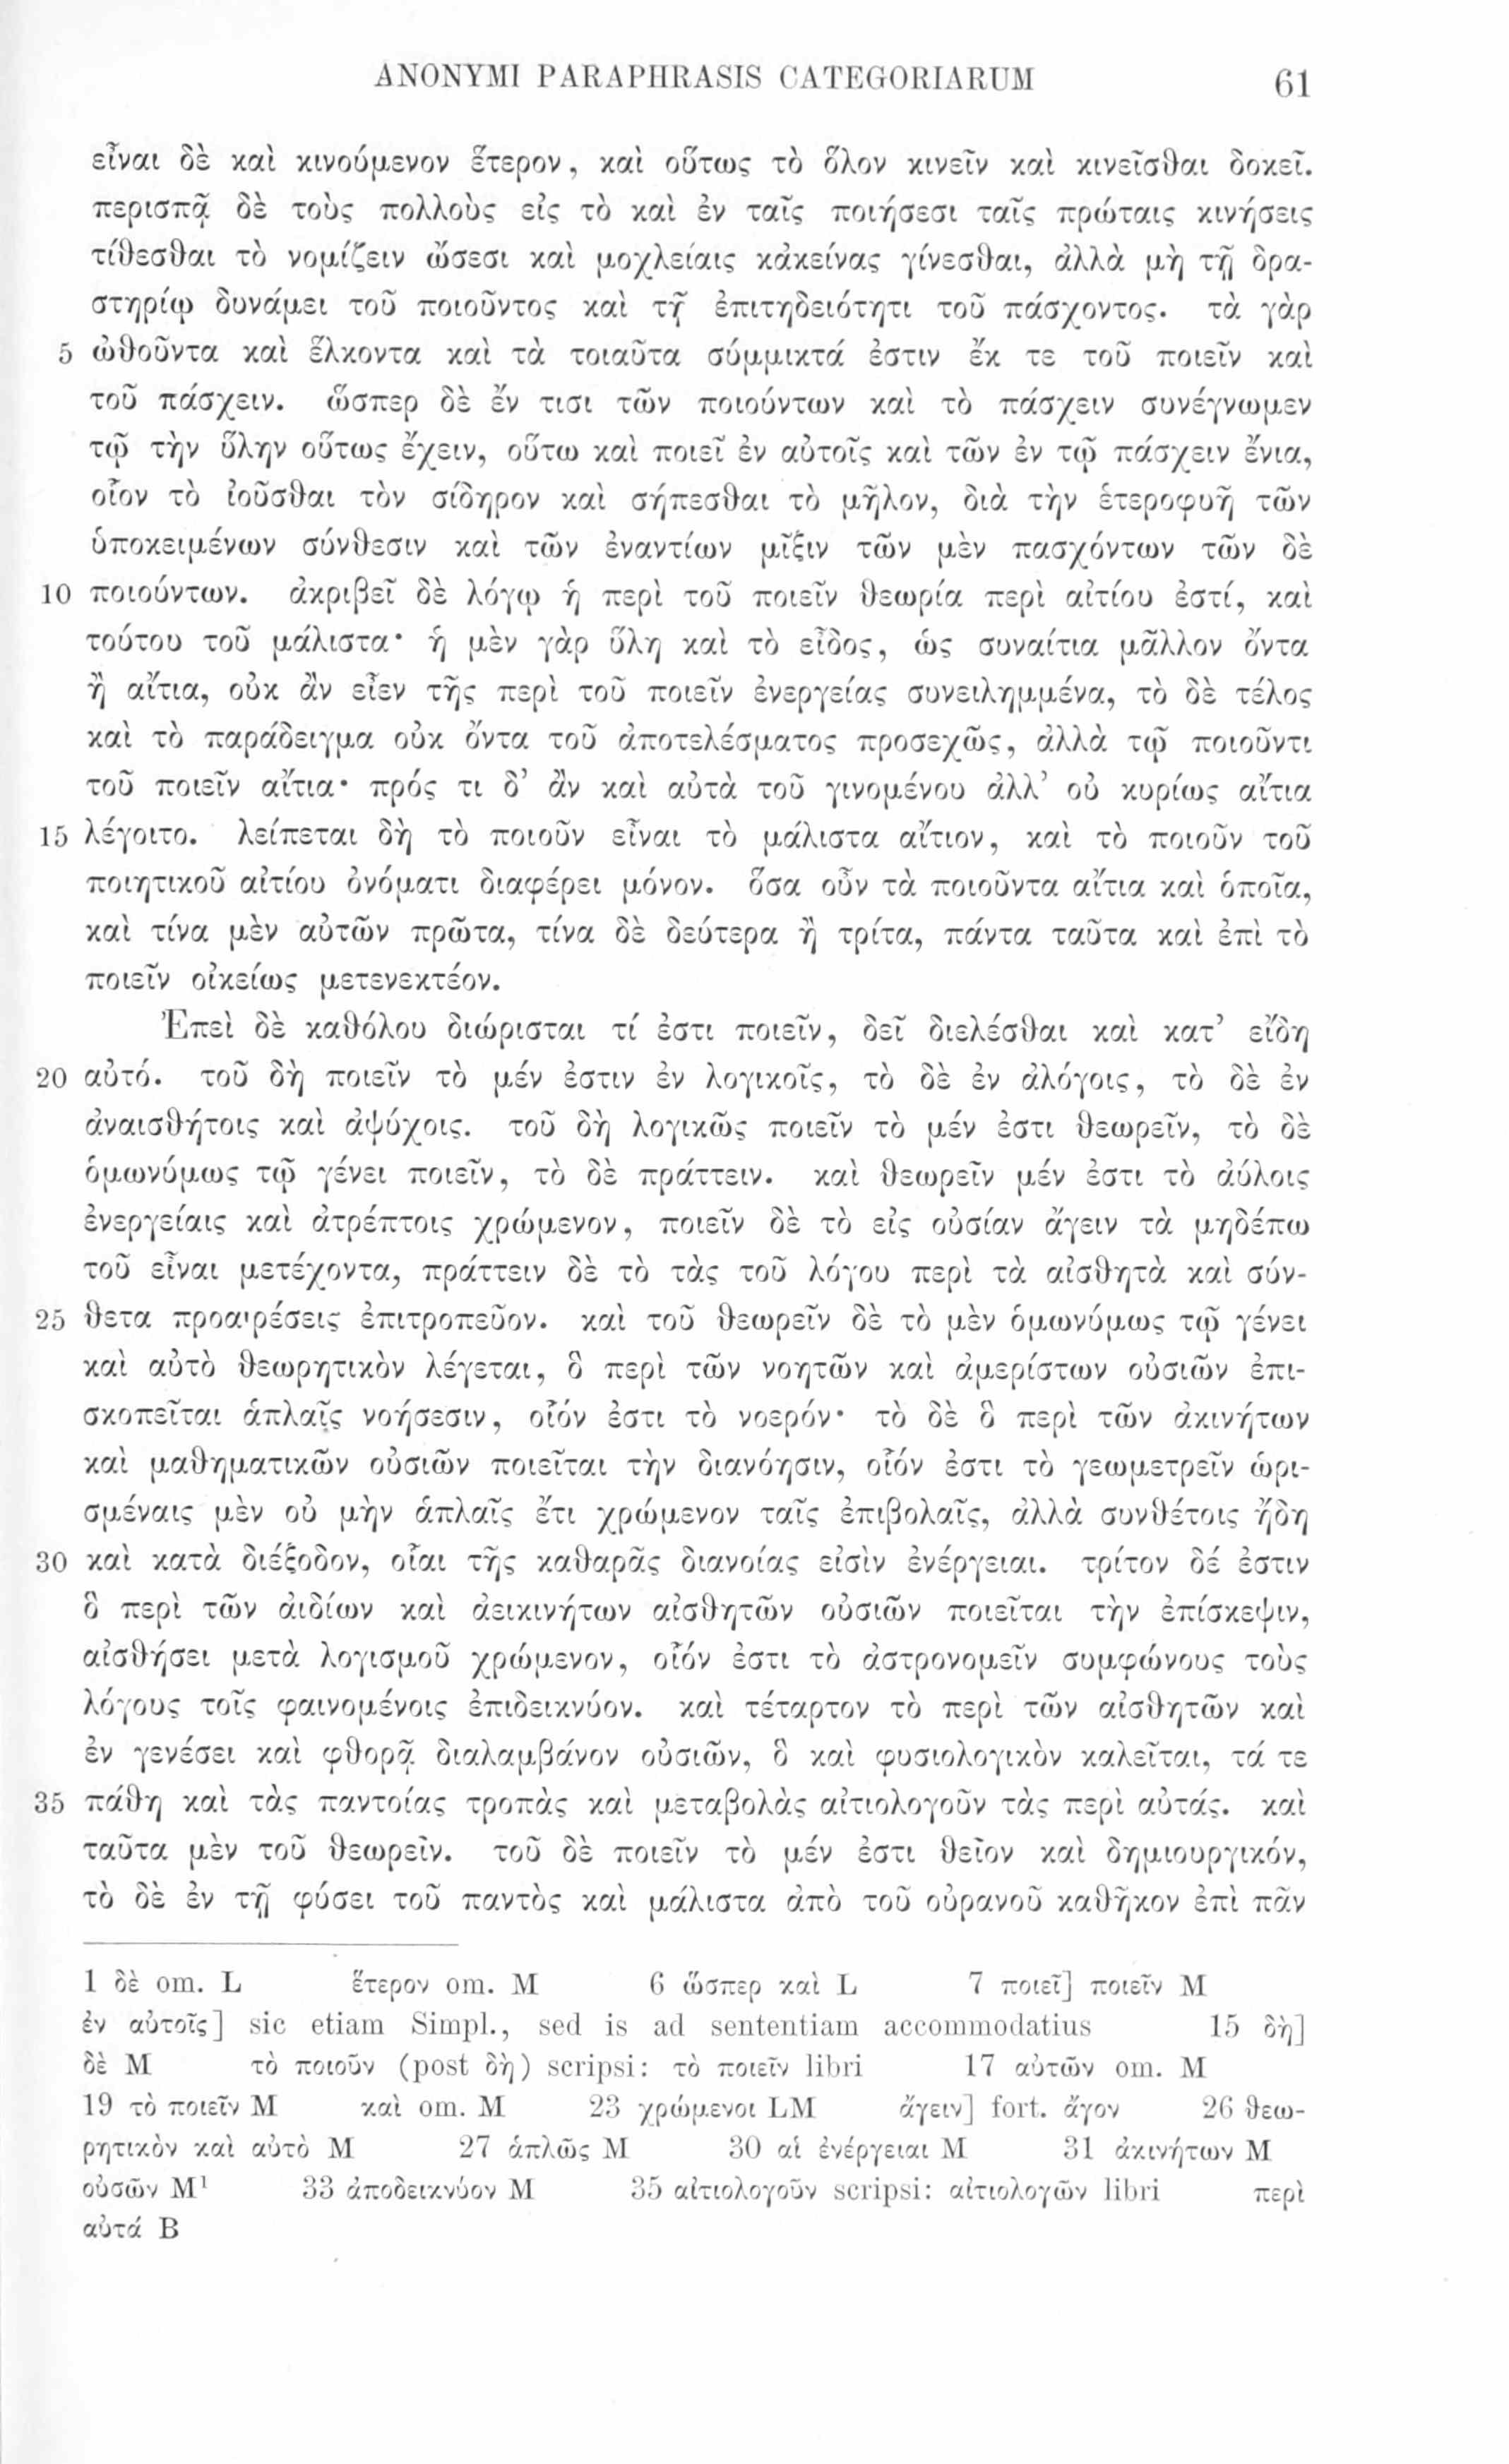 ANONYMI PARAPHRASIS CATEGORIARUM 61
εἶναι δὲ καὶ κινούμενον ἕτερον, καὶ οὕτως τὸ ὅλον κινεῖν καὶ κινεῖσθαι δοκεῖ.
περισπᾷ δὲ τοὺς πολλοὺς εἰς τὸ καὶ ἐν ταῖς ποιήσεσι ταῖς πρώταις κινήσεις
τίθεσθαι τὸ νομίζειν ὤσεσι καὶ μοχλείαις κἀκείνας γίνεσθαι, ἀλλὰ μὴ τῇ δρα-
στηρίῳ δυνάμει τοῦ ποιοῦντος καὶ τῇ ἐπιτηδειότητι τοῦ πάσχοντος. τὰ γὰρ
5 ὠθοῦντα καὶ ἕλκοντα καὶ τὰ τοιαῦτα σύμμικτά ἐστιν ἔκ τε τοῦ ποιεῖν καὶ
τοῦ πάσχειν. ὥσπερ δὲ ἔν τισι τῶν ποιούντων καὶ τὸ πάσχειν συνέγνωμεν
τῷ τὴν ὕλην οὕτως ἔχειν, οὕτω καὶ ποιεῖ ἐν αὐτοῖς καὶ τῶν ἐν τῷ πάσχειν ἔνια,
οἷον τὸ ἰοῦσθαι τὸν σίδηρον καὶ σήπεσθαι τὸ μῆλον, διὰ τὴν ἑτεροφυῆ τῶν
ὑποκειμένων σύνθεσιν καὶ τῶν ἐναντίων μῖξιν τῶν μὲν πασχόντων τῶν δὲ
10 ποιούντων. ἀκριβεῖ δὲ λόγῳ ἡ περὶ τοῦ ποιεῖν θεωρία περὶ αἰτίου ἐστί, καὶ
τούτου τοῦ μάλιστα· ἡ μὲν γὰρ ὕλη καὶ τὸ εἶδος, ὡς συναίτια μᾶλλον ὄντα
ἢ αἴτια, οὐκ ἂν εἶεν τῆς περὶ τοῦ ποιεῖν ἐνεργείας συνειλημμένα, τὸ δὲ τέλος
καὶ τὸ παράδειγμα οὐκ ὄντα τοῦ ἀποτελέσματος προσεχῶς, ἀλλὰ τῷ ποιοῦντι
τοῦ ποιεῖν αἴτια· πρός τι δ’ ἂν καὶ αὐτὰ τοῦ γινομένου ἀλλ’ οὐ κυρίως αἴτια
15 λέγοιτο. λείπεται δὴ τὸ ποιοῦν εἶναι τὸ μάλιστα αἴτιον, καὶ τὸ ποιοῦν τοῦ
ποιητικοῦ αἰτίου ὀνόματι διαφέρει μόνον. ὅσα οὖν τὰ ποιοῦντα αἴτια καὶ ὁποῖα,
καὶ τίνα μὲν αὐτῶν πρῶτα, τίνα δὲ δεύτερα ἢ τρίτα, πάντα ταῦτα καὶ ἐπὶ τὸ
ποιεῖν οἰκείως μετενεκτέον.
Ἐπεὶ δὲ καθόλου διώρισται τί ἐστι ποιεῖν, δεῖ διελέσθαι καὶ κατ’ εἴδη
20 αὐτό. τοῦ δὴ ποιεῖν τὸ μέν ἐστιν ἐν λογικοῖς, τὸ δὲ ἐν ἀλόγοις, τὸ δὲ ἐν
ἀναισθήτοις καὶ ἀψύχοις. τοῦ δὴ λογικῶς ποιεῖν τὸ μέν ἐστι θεωρεῖν, τὸ δὲ
ὁμωνύμως τῷ γένει ποιεῖν, τὸ δὲ πράττειν. καὶ θεωρεῖν μέν ἐστι τὸ ἀύλοις
ἐνεργείαις καὶ ἀτρέπτοις χρώμενον, ποιεῖν δὲ τὸ εἰς οὐσίαν ἄγειν τὰ μηδέπω
τοῦ εἶναι μετέχοντα, πράττειν δὲ τὸ τὰς τοῦ λόγου περὶ τὰ αἰσθητὰ καὶ σύν-
25 θετα προαιρέσεις ἐπιτροπεῦον. καὶ τοῦ θεωρεῖν δὲ τὸ μὲν ὁμωνύμως τῷ γένει
καὶ αὐτὸ θεωρητικὸν λέγεται, ὃ περὶ τῶν νοητῶν καὶ ἀμερίστων οὐσιῶν ἐπι-
σκοπεῖται ἁπλαῖς νοήσεσιν, οἷόν ἐστι τὸ νοερόν· τὸ δὲ ὃ περὶ τῶν ἀκινήτων
καὶ μαθηματικῶν οὐσιῶν ποιεῖται τὴν διανόησιν, οἷόν ἐστι τὸ γεωμετρεῖν ὡρι-
σμέναις μὲν οὐ μὴν ἁπλαῖς ἔτι χρώμενον ταῖς ἐπιβολαῖς, ἀλλὰ συνθέτοις ἤδη
30 καὶ κατὰ διέξοδον, οἷαι τῆς καθαρᾶς διανοίας εἰσὶν ἐνέργειαι. τρίτον δέ ἐστιν
ὃ περὶ τῶν ἀιδίων καὶ ἀεικινήτων αἰσθητῶν οὐσιῶν ποιεῖται τὴν ἐπίσκεψιν,
αἰσθήσει μετὰ λογισμοῦ χρώμενον, οἷόν ἐστι τὸ ἀστρονομεῖν συμφώνους τοὺς
λόγους τοῖς φαινομένοις ἐπιδεικνύον. καὶ τέταρτον τὸ περὶ τῶν αἰσθητῶν καὶ
ἐν γενέσει καὶ φθορᾷ διαλαμβάνον οὐσιῶν, ὃ καὶ φυσιολογικὸν καλεῖται, τά τε
35 πάθη καὶ τὰς παντοίας τροπὰς καὶ μεταβολὰς αἰτιολογοῦν τὰς περὶ αὐτάς. καὶ
ταῦτα μὲν τοῦ θεωρεῖν. τοῦ δὲ ποιεῖν τὸ μέν ἐστι θεῖον καὶ δημιουργικόν,
τὸ δὲ ἐν τῇ φύσει τοῦ παντὸς καὶ μάλιστα ἀπὸ τοῦ οὐρανοῦ καθῆκον ἐπὶ πᾶν
1 δὲ om. L ἕτερον om. M 6 ὥσπερ καὶ L 7 ποιεῖ] ποιεῖν M
ἐν αὐτοῖς] sic etiam Simpl., sed is ad sententiam accommodatius 15 δὴ]
δὲ M τὸ ποιοῦν (post δὴ) scripsi: τὸ ποιεῖν libri 17 αὐτῶν om. M
19 τὸ ποιεῖν M καὶ om. M 23 χρώμενοι LM ἄγειν] fort. ἄγον 26 θεω-
ρητικὸν καὶ αὐτὸ M 27 ἁπλῶς M 30 αἱ ἐνέργειαι M 31 ἀκινήτων M
οὐσῶν M¹ 33 ἀποδεικνύον M 35 αἰτιολογοῦν scripsi: αἰτιολογῶν libri περὶ
αὐτά B